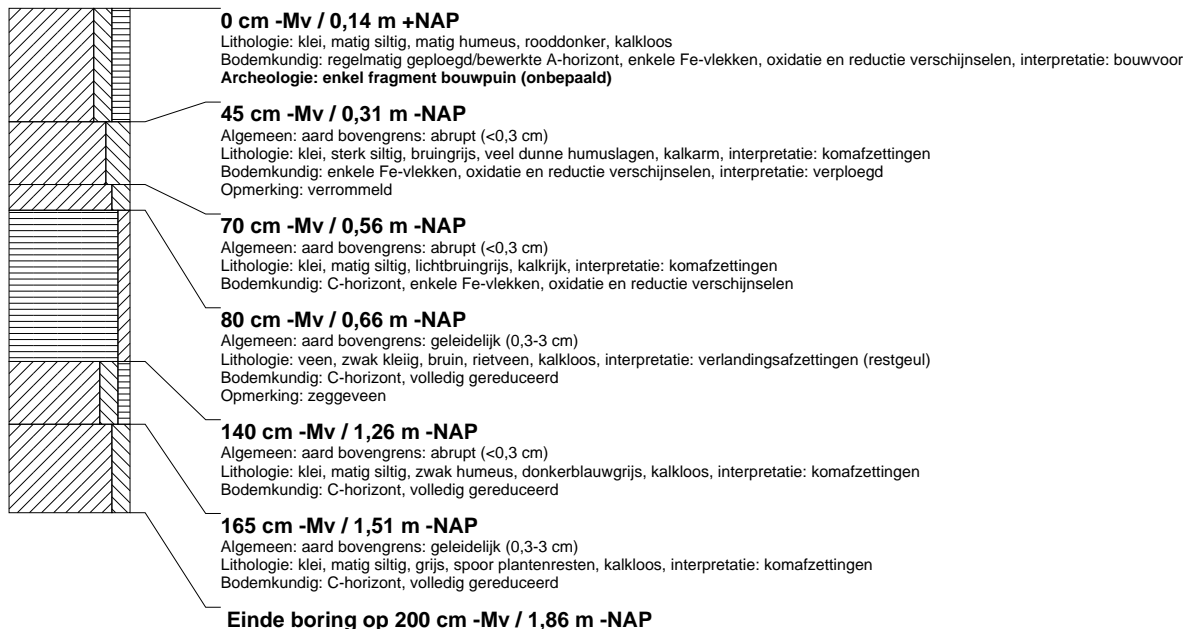 0 cm -Mv / 0,14 m +NAP
Lithologie: klei, matig siltig, matig humeus, rooddonker, kalkloos
Bodemkundig: regelmatig geploegd/bewerkte A-horizont, enkele Fe-vlekken, oxidatie en reductie verschijnselen, interpretatie: bouwvoor
Archeologie: enkel fragment bouwpuin (onbepaald)
45 cm -Mv / 0,31 m -NAP
Algemeen: aard bovengrens: abrupt (<0,3 cm)
Lithologie: klei, sterk siltig, bruingrijs, veel dunne humuslagen, kalkarm, interpretatie: komafzettingen
Bodemkundig: enkele Fe-vlekken, oxidatie en reductie verschijnselen, interpretatie: verploegd
Opmerking: verrommeld
70 cm -Mv / 0,56 m -NAP
Algemeen: aard bovengrens: abrupt (<0,3 cm)
Lithologie: klei, matig siltig, lichtbruingrijs, kalkrijk, interpretatie: komafzettingen
Bodemkundig: C-horizont, enkele Fe-vlekken, oxidatie en reductie verschijnselen
80 cm -Mv / 0,66 m -NAP
Algemeen: aard bovengrens: geleidelijk (0,3-3 cm)
Lithologie: veen, zwak kleiig, bruin, rietveen, kalkloos, interpretatie: verlandingsafzettingen (restgeul)
Bodemkundig: C-horizont, volledig gereduceerd
Opmerking: zeggeveen
140 cm -Mv / 1,26 m -NAP
Algemeen: aard bovengrens: abrupt (<0,3 cm)
Lithologie: klei, matig siltig, zwak humeus, donkerblauwgrijs, kalkloos, interpretatie: komafzettingen
Bodemkundig: C-horizont, volledig gereduceerd
165 cm -Mv / 1,51 m -NAP
Algemeen: aard bovengrens: geleidelijk (0,3-3 cm)
Lithologie: klei, matig siltig, grijs, spoor plantenresten, kalkloos, interpretatie: komafzettingen
Bodemkundig: C-horizont, volledig gereduceerd
Einde boring op 200 cm -Mv / 1,86 m -NAP